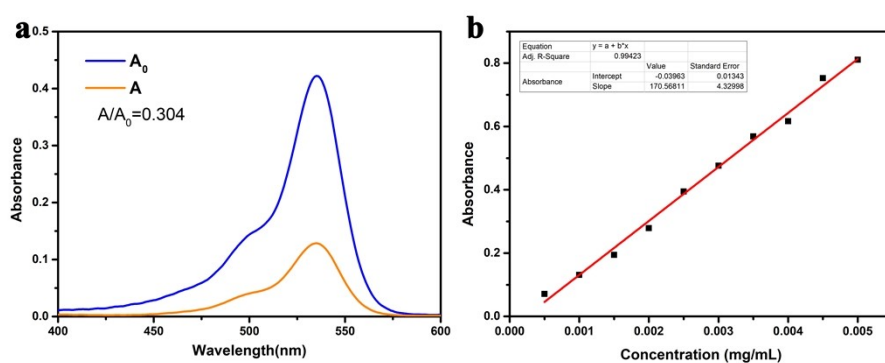 a
A₀
A
A/A₀=0.304
Absorbance
0.5
0.4
0.3
0.2
0.1
0.0
400 450 500 550 600
Wavelength(nm)
b
Equation y = a + b*x
Adj. R-Square 0.99423
Value Standard Error
Absorbance Intercept -0.03963 0.01343
Slope 170.56811 4.32998
Absorbance
0.8
0.6
0.4
0.2
0.0
0.000 0.001 0.002 0.003 0.004 0.005
Concentration (mg/mL)